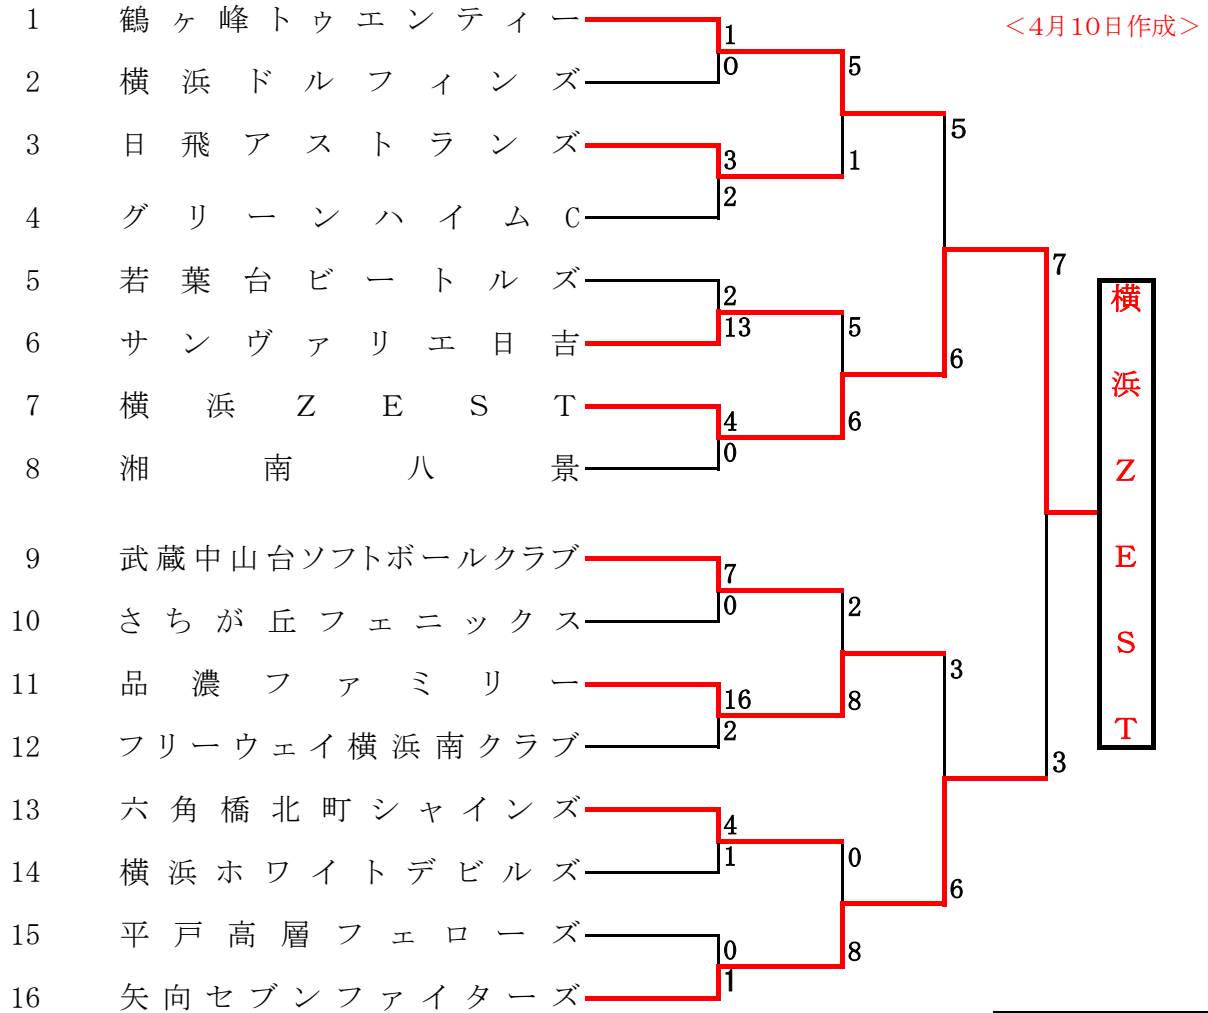 ＜4月10日作成＞
1 鶴ヶ峰トゥエンティー
2 横浜ドルフィンズ
3 日飛アストランズ
4 グリーンハイムC
5 若葉台ビートルズ
6 サンヴァリエ日吉
7 横浜ZEST
8 湘南八景
9 武蔵中山台ソフトボールクラブ
10 さちが丘フェニックス
11 品濃ファミリー
12 フリーウェイ横浜南クラブ
13 六角橋北町シャインズ
14 横浜ホワイトデビルズ
15 平戸高層フェローズ
16 矢向セブンファイターズ
1
0
3
2
2
13
4
0
7
0
16
2
4
1
0
1
5
1
5
6
2
8
0
8
5
6
3
6
7
3
横浜ZEST